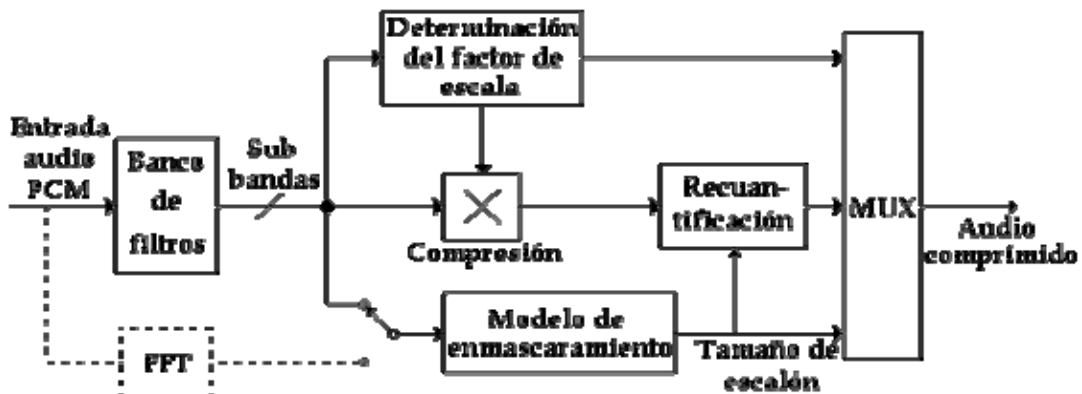 Determinación
del factor de
escala
Entrada
audio
PCM
Banco
de
filtros
Sub
bandas
Compresión
Recuan-
tificación
MUX
Audio
comprimido
Modelo de
enmascaramiento
Tamaño de
escalón
FFT